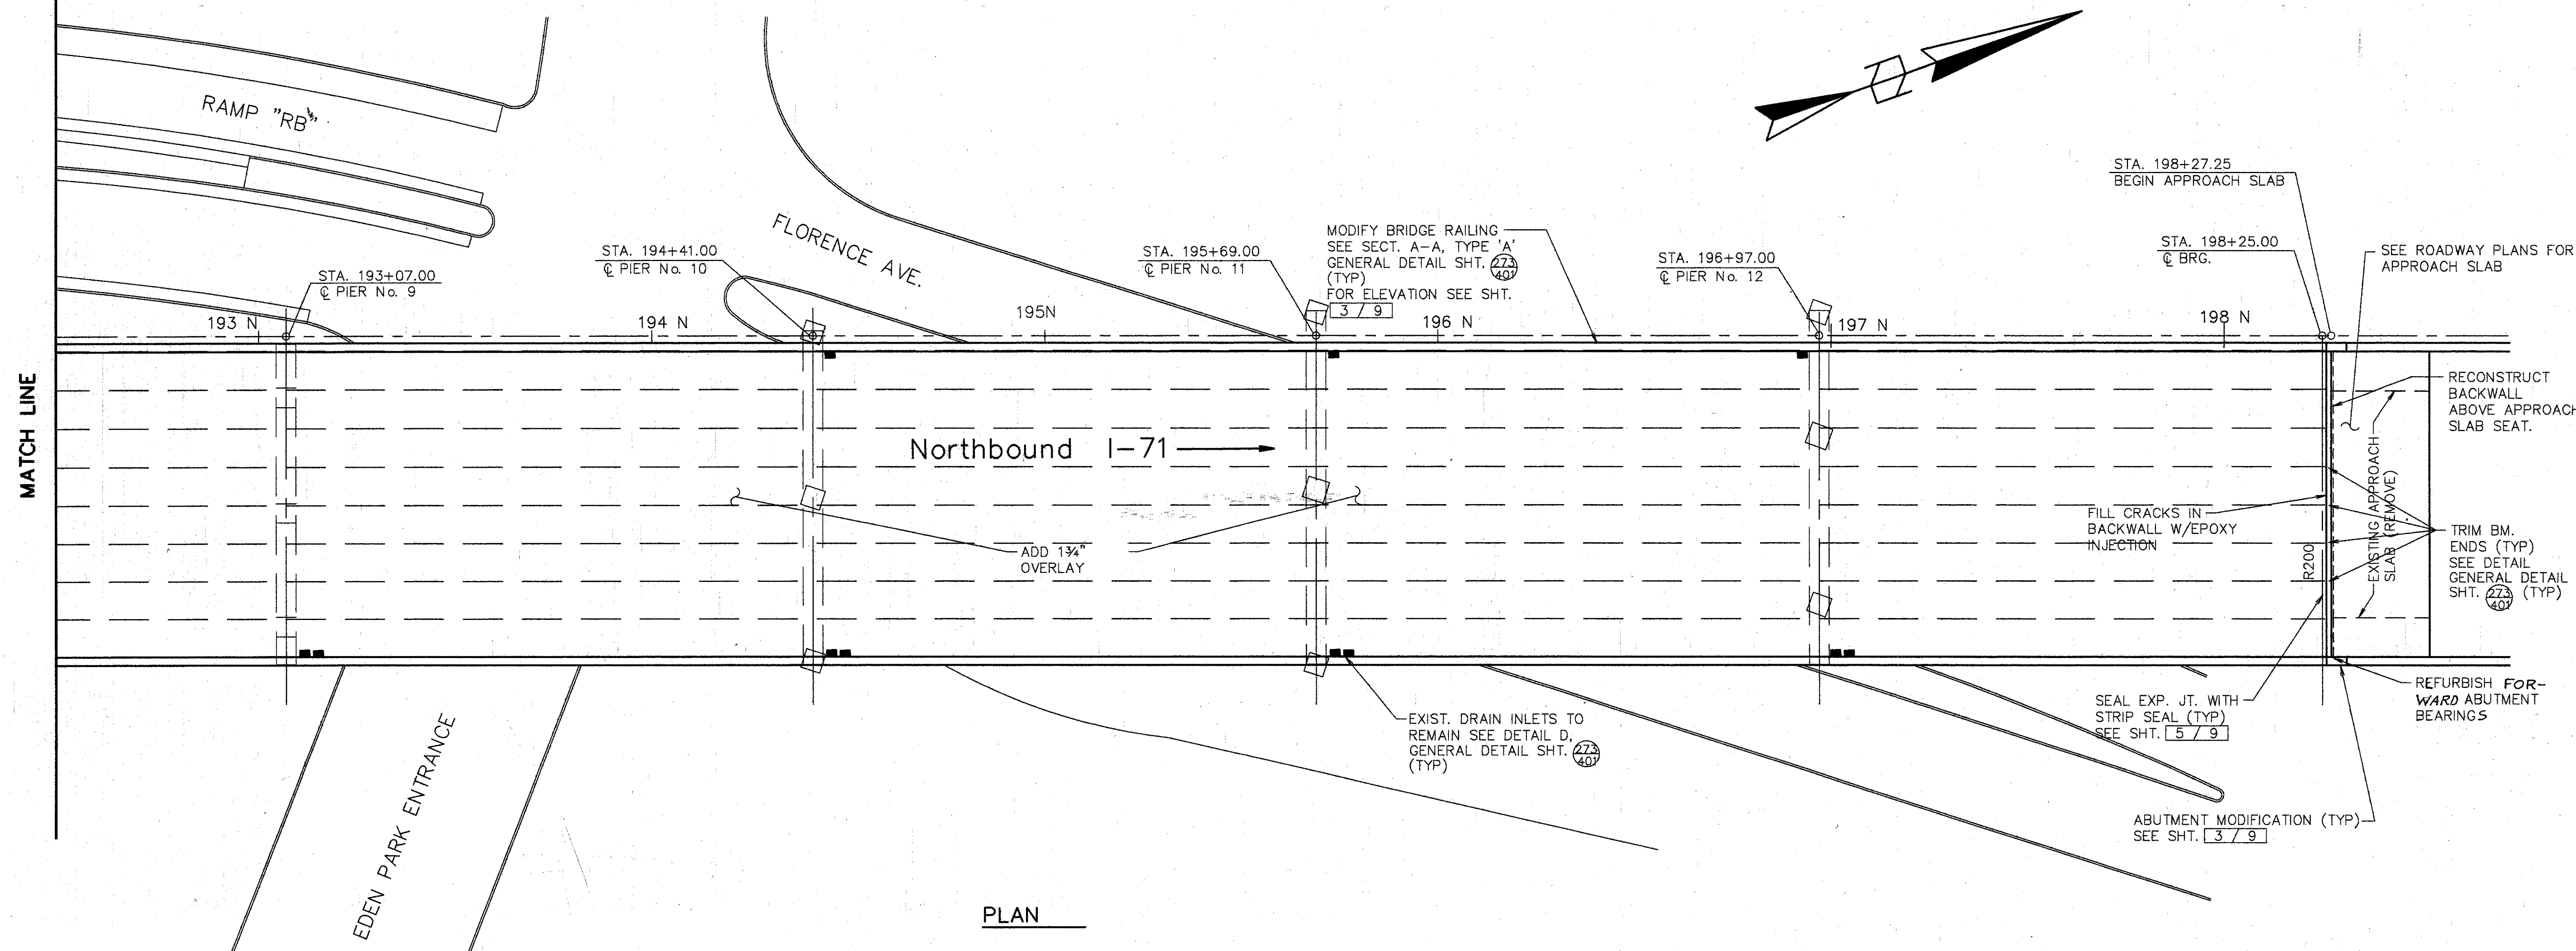 RAMP "RB"
STA. 193+07.00
℄ PIER No. 9
STA. 194+41.00
℄ PIER No. 10
FLORENCE AVE.
STA. 195+69.00
℄ PIER No. 11
MODIFY BRIDGE RAILING
SEE SECT. A-A, TYPE 'A'
GENERAL DETAIL SHT. 273
401
(TYP)
FOR ELEVATION SEE SHT.
3 / 9
STA. 196+97.00
℄ PIER No. 12
STA. 198+27.25
BEGIN APPROACH SLAB
STA. 198+25.00
℄ BRG.
SEE ROADWAY PLANS FOR
APPROACH SLAB
193 N
194 N
195N
196 N
197 N
198 N
MATCH LINE
Northbound I-71
ADD 1¾"
OVERLAY
RECONSTRUCT
BACKWALL
ABOVE APPROACH
SLAB SEAT.
EXISTING APPROACH
SLAB (REMOVE)
FILL CRACKS IN
BACKWALL W/EPOXY
INJECTION
R200
TRIM BM.
ENDS (TYP)
SEE DETAIL
GENERAL DETAIL
SHT. 273 (TYP)
401
REFURBISH FOR-
WARD ABUTMENT
BEARINGS
SEAL EXP. JT. WITH
STRIP SEAL (TYP)
SEE SHT. 5 / 9
EXIST. DRAIN INLETS TO
REMAIN SEE DETAIL D,
GENERAL DETAIL SHT. 273
401
(TYP)
ABUTMENT MODIFICATION (TYP)
SEE SHT. 3 / 9
EDEN PARK ENTRANCE
PLAN